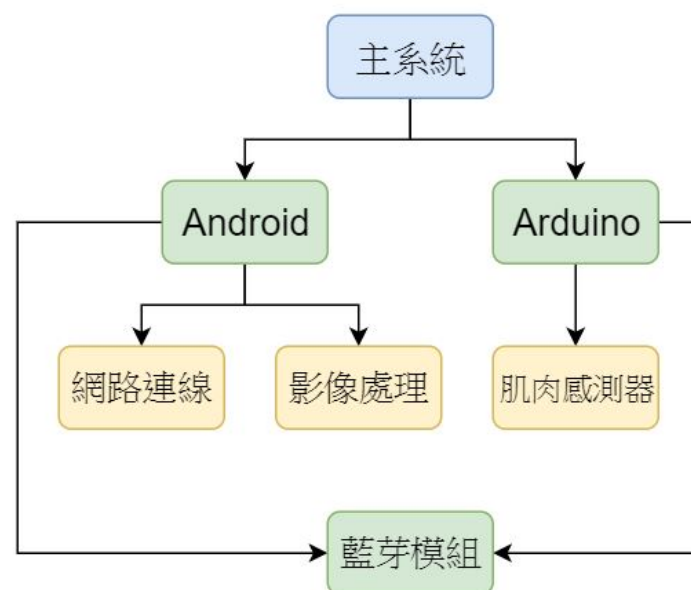 主系統
Android
Arduino
網路連線
影像處理
肌肉感測器
藍芽模組